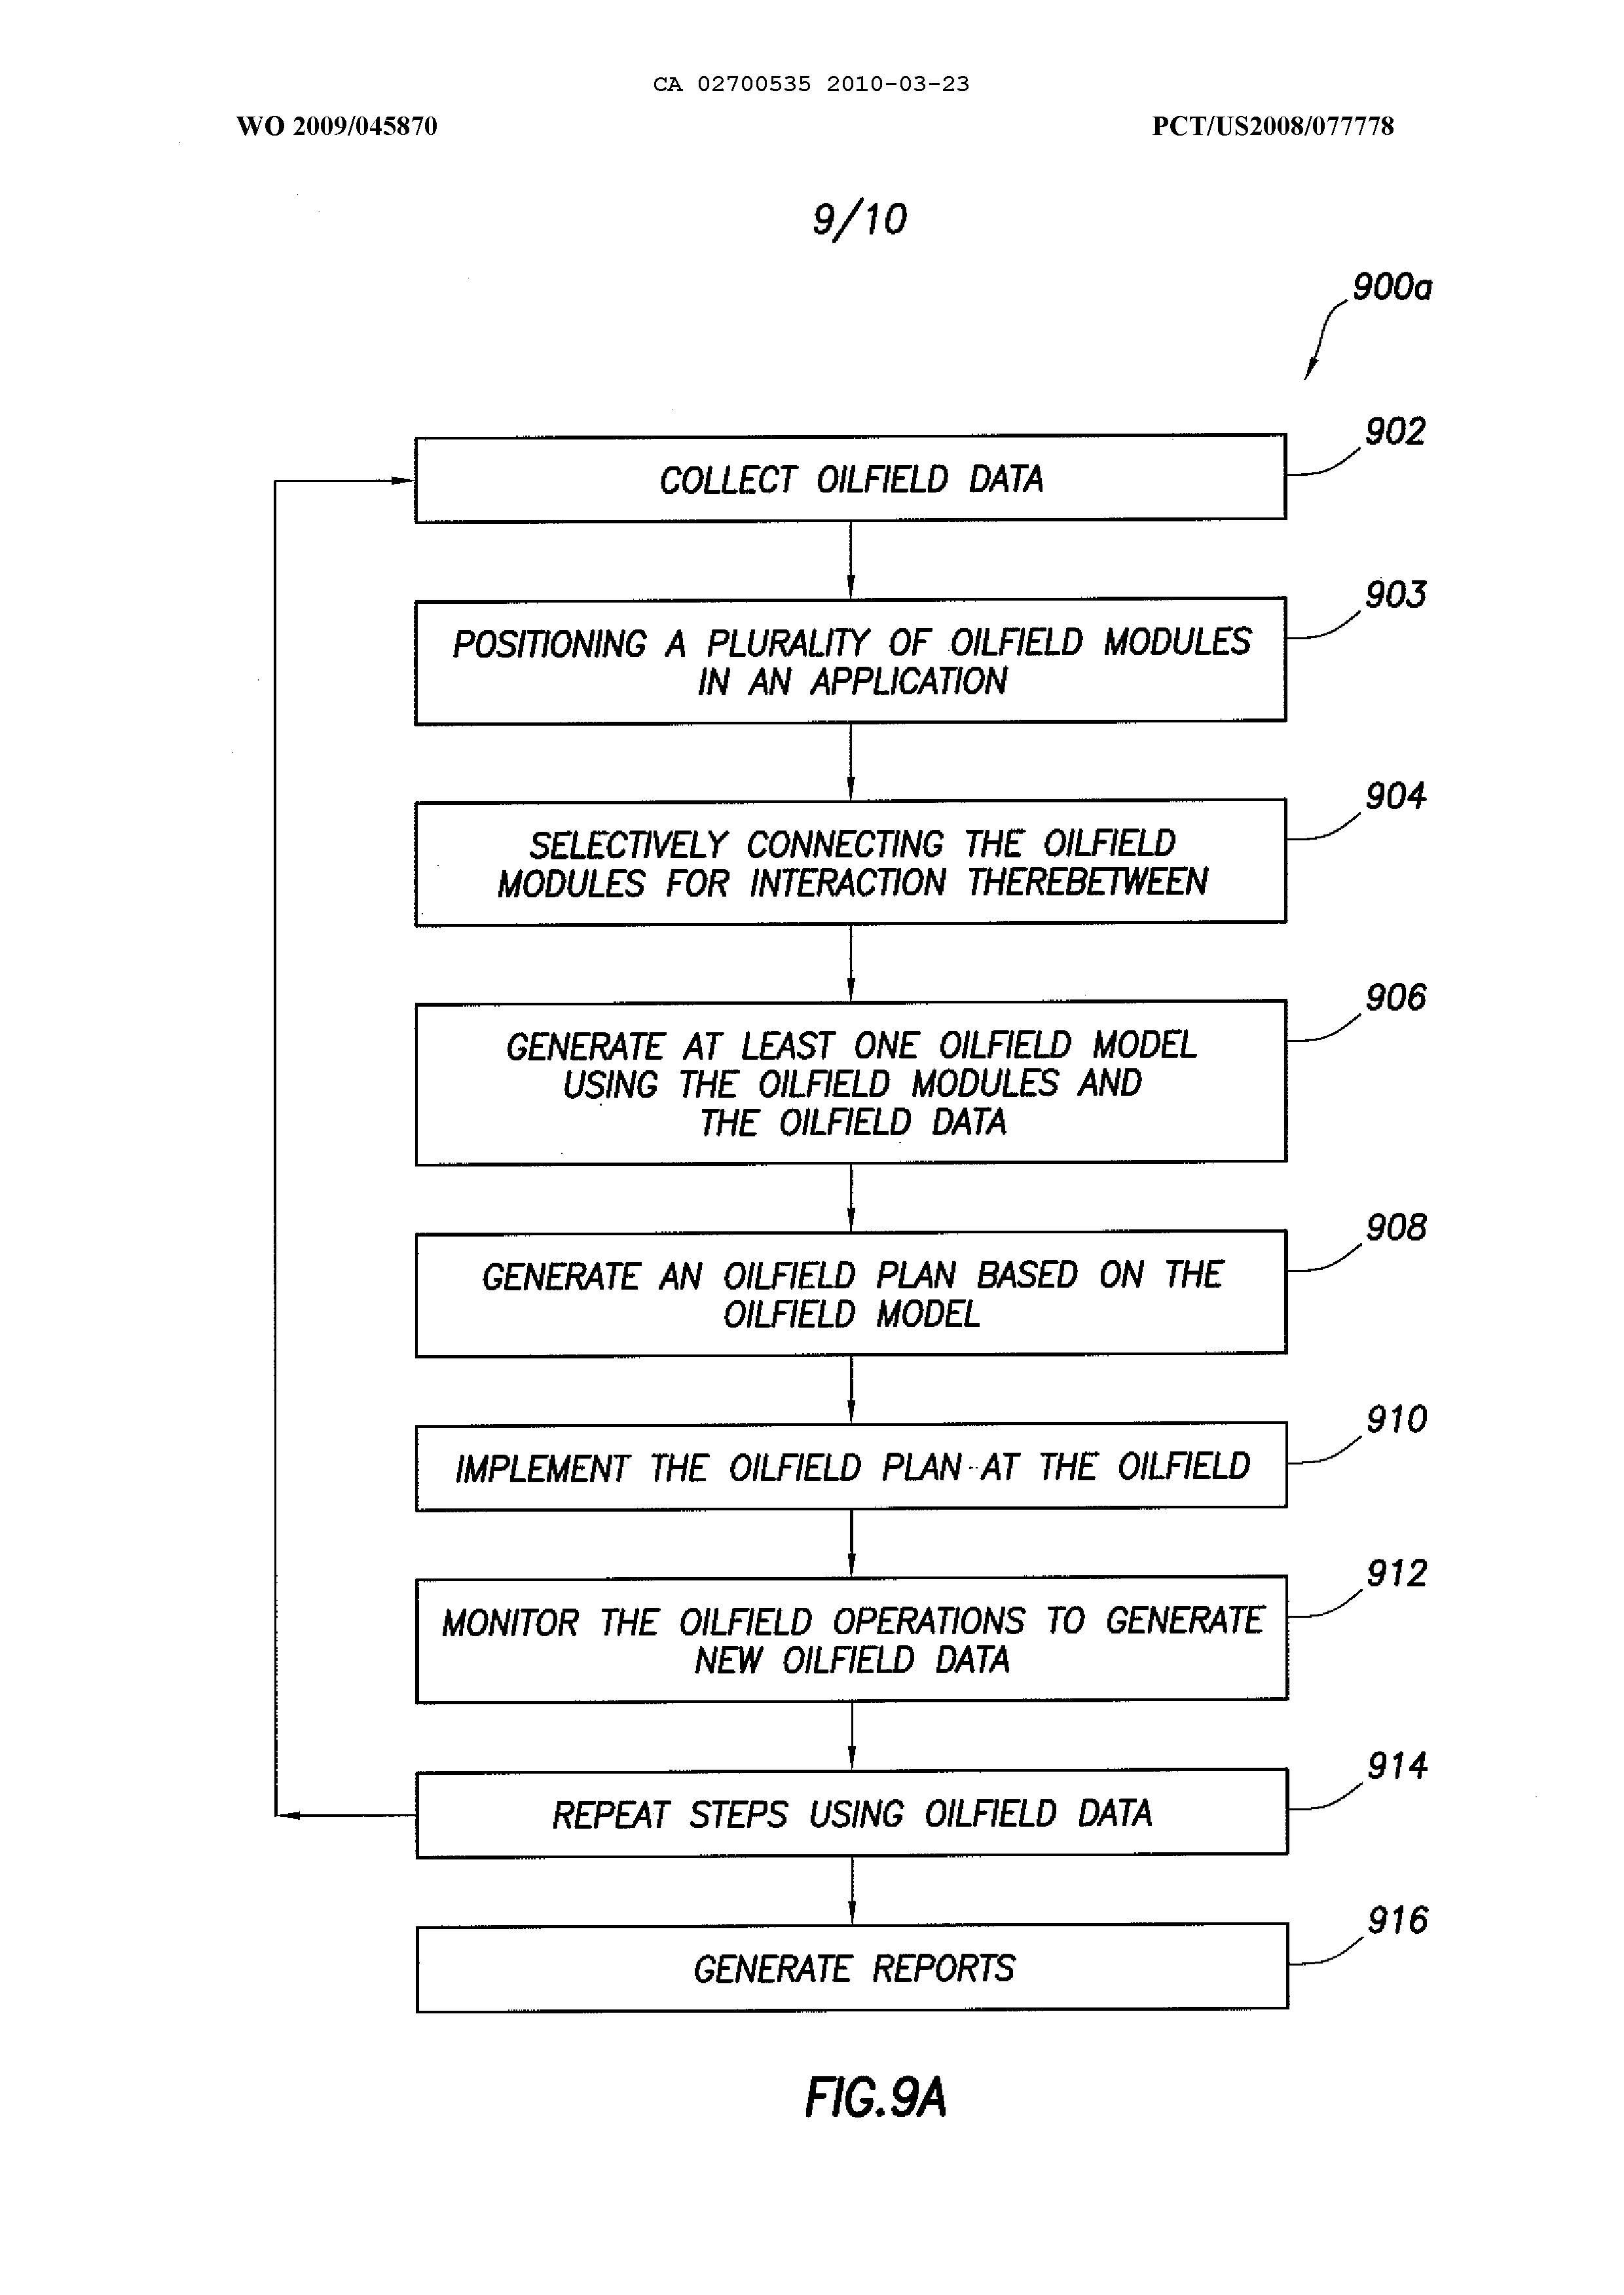 CA 02700535 2010-03-23
WO 2009/045870
PCT/US2008/077778
9/10
900a
902
COLLECT OILFIELD DATA
903
POSITIONING A PLURALITY OF OILFIELD MODULES
IN AN APPLICATION
904
SELECTIVELY CONNECTING THE OILFIELD
MODULES FOR INTERACTION THEREBETWEEN
906
GENERATE AT LEAST ONE OILFIELD MODEL
USING THE OILFIELD MODULES AND
THE OILFIELD DATA
908
GENERATE AN OILFIELD PLAN BASED ON THE
OILFIELD MODEL
910
IMPLEMENT THE OILFIELD PLAN AT THE OILFIELD
912
MONITOR THE OILFIELD OPERATIONS TO GENERATE
NEW OILFIELD DATA
914
REPEAT STEPS USING OILFIELD DATA
916
GENERATE REPORTS
FIG.9A